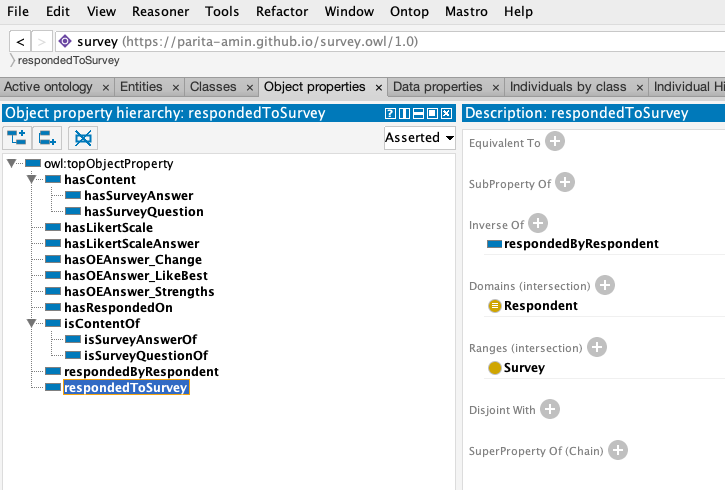 File Edit View Reasoner Tools Refactor Window Ontop Mastro Help
< > survey (https://parita-amin.github.io/survey.owl/1.0)
respondedToSurvey
Active ontology × Entities × Classes × Object properties × Data properties × Individuals by class × Individual Hi
Object property hierarchy: respondedToSurvey
Asserted
owl:topObjectProperty
hasContent
hasSurveyAnswer
hasSurveyQuestion
hasLikertScale
hasLikertScaleAnswer
hasOEAnswer_Change
hasOEAnswer_LikeBest
hasOEAnswer_Strengths
hasRespondedOn
isContentOf
isSurveyAnswerOf
isSurveyQuestionOf
respondedByRespondent
respondedToSurvey
Description: respondedToSurvey
Equivalent To
SubProperty Of
Inverse Of
respondedByRespondent
Domains (intersection)
Respondent
Ranges (intersection)
Survey
Disjoint With
SuperProperty Of (Chain)